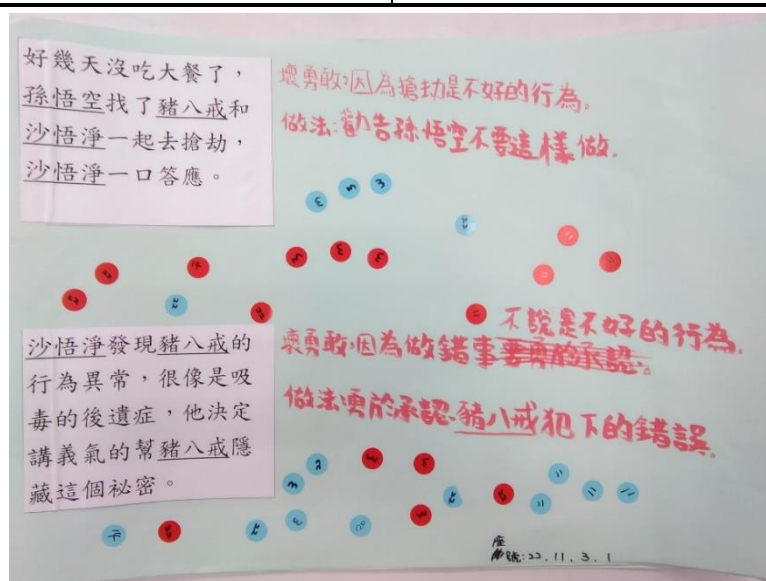 好幾天沒吃大餐了，
孫悟空找了豬八戒和
沙悟淨一起去搶劫，
沙悟淨一口答應。
壞勇敢，因為搶劫是不好的行為。
做法：勸告孫悟空不要這樣做.
沙悟淨發現豬八戒的
行為異常，很像是吸
毒的後遺症，他決定
講義氣的幫豬八戒隱
藏這個祕密。
不說是不好的行為.
壞勇敢，因為做錯事要勇於承認。
做法：勇於承認豬八戒犯下的錯誤.
座號：22.11.3.1